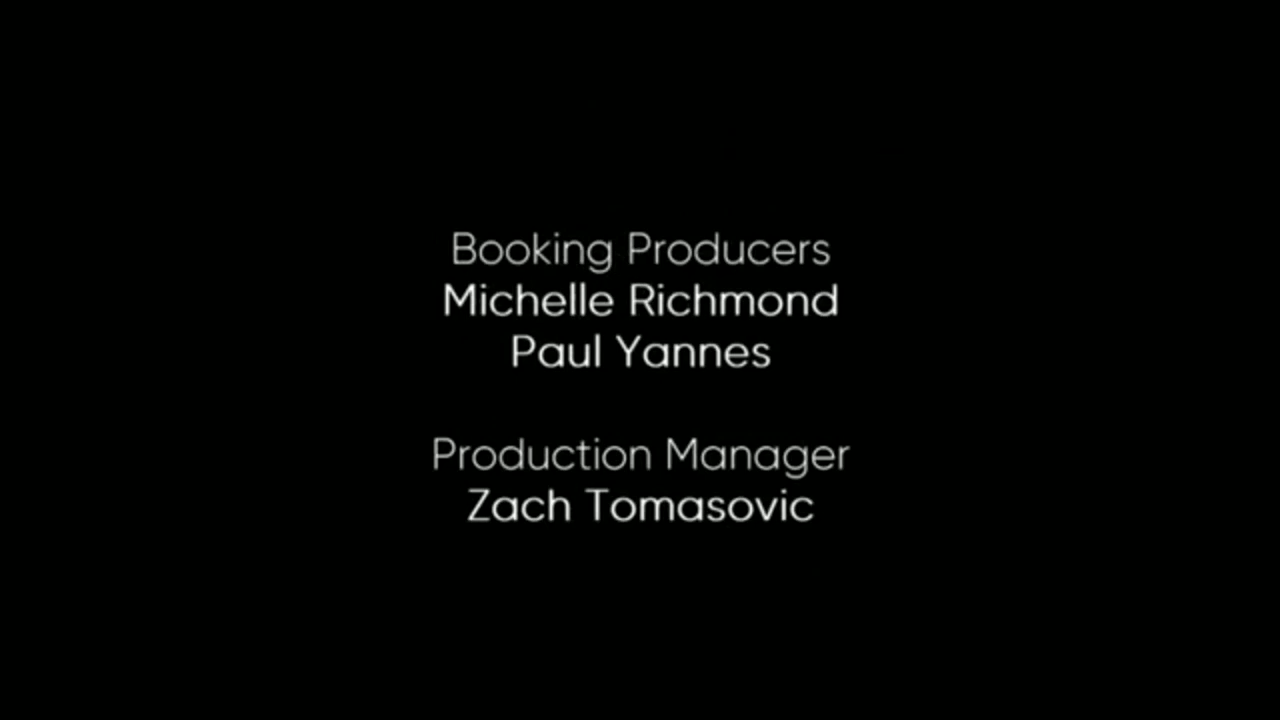 Booking Producers
Michelle Richmond
Paul Yannes
Production Manager
Zach Tomasovic